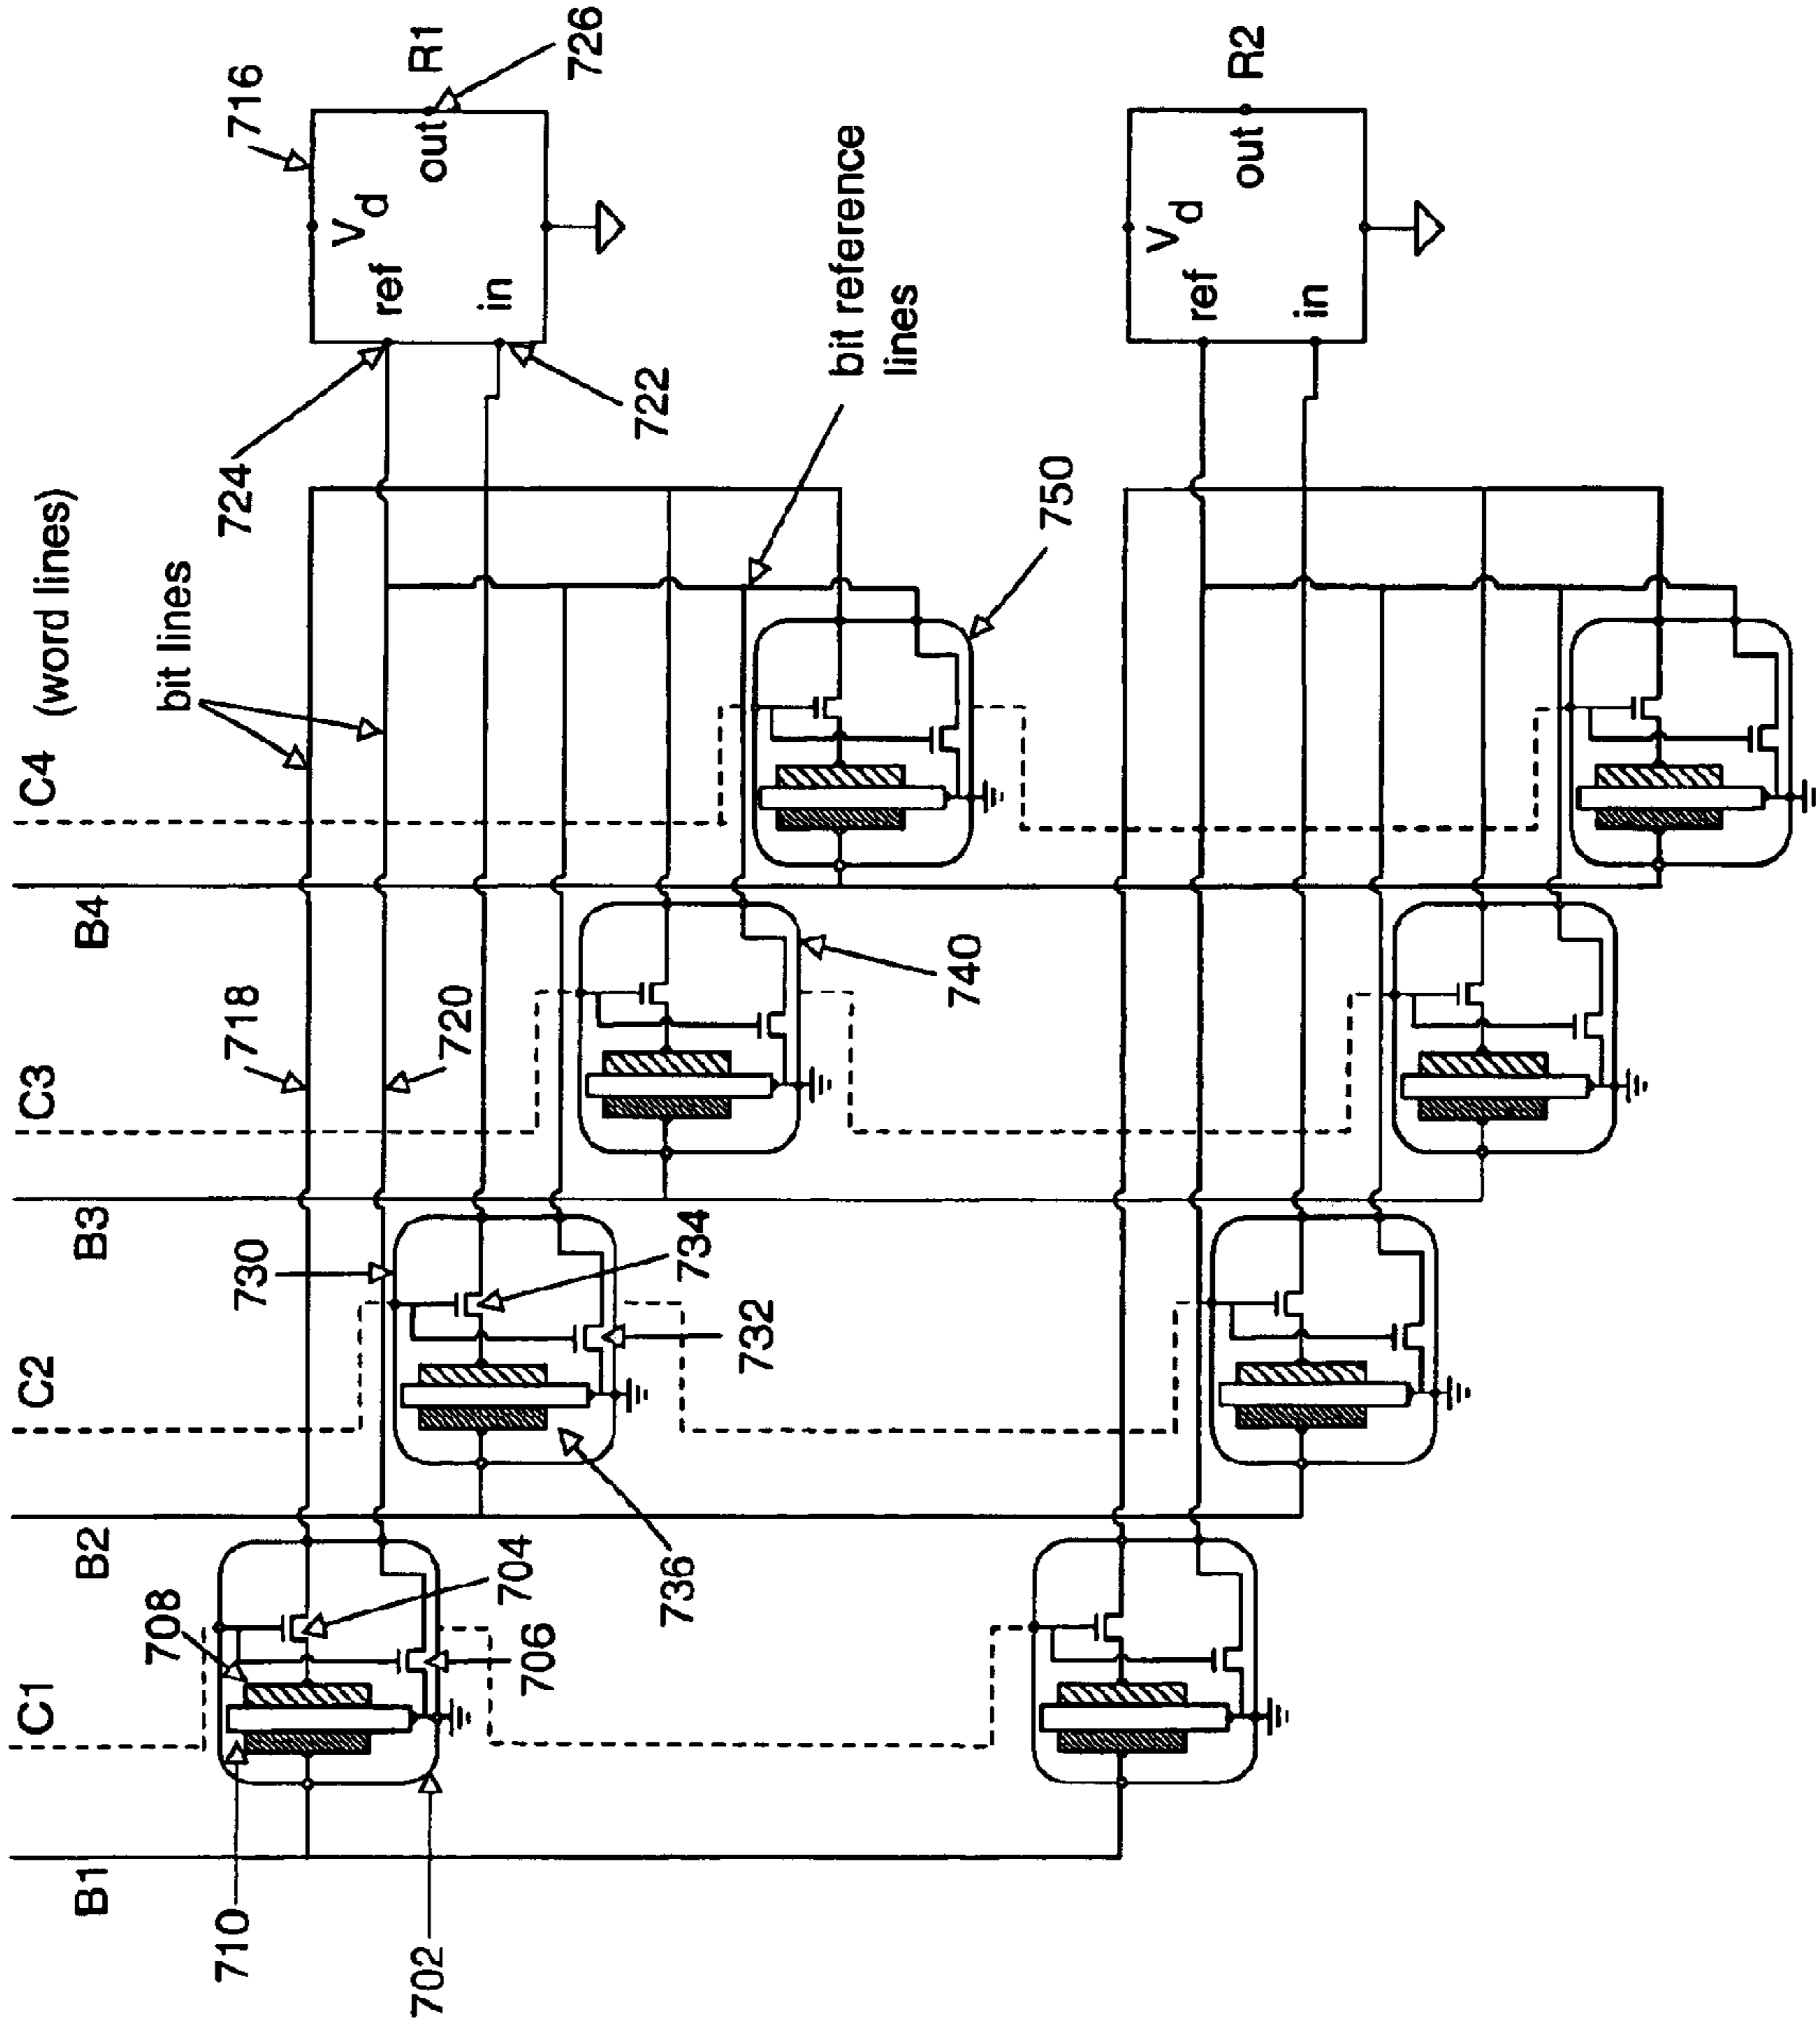 C1
C2
C3
C4 (word lines)
B1
B2
B3
B4
bit lines
716
V
d
ref
in
out
R1
726
724
722
718
720
730
734
732
736
708
704
706
710
702
740
750
bit reference
lines
V
d
ref
in
out
R2